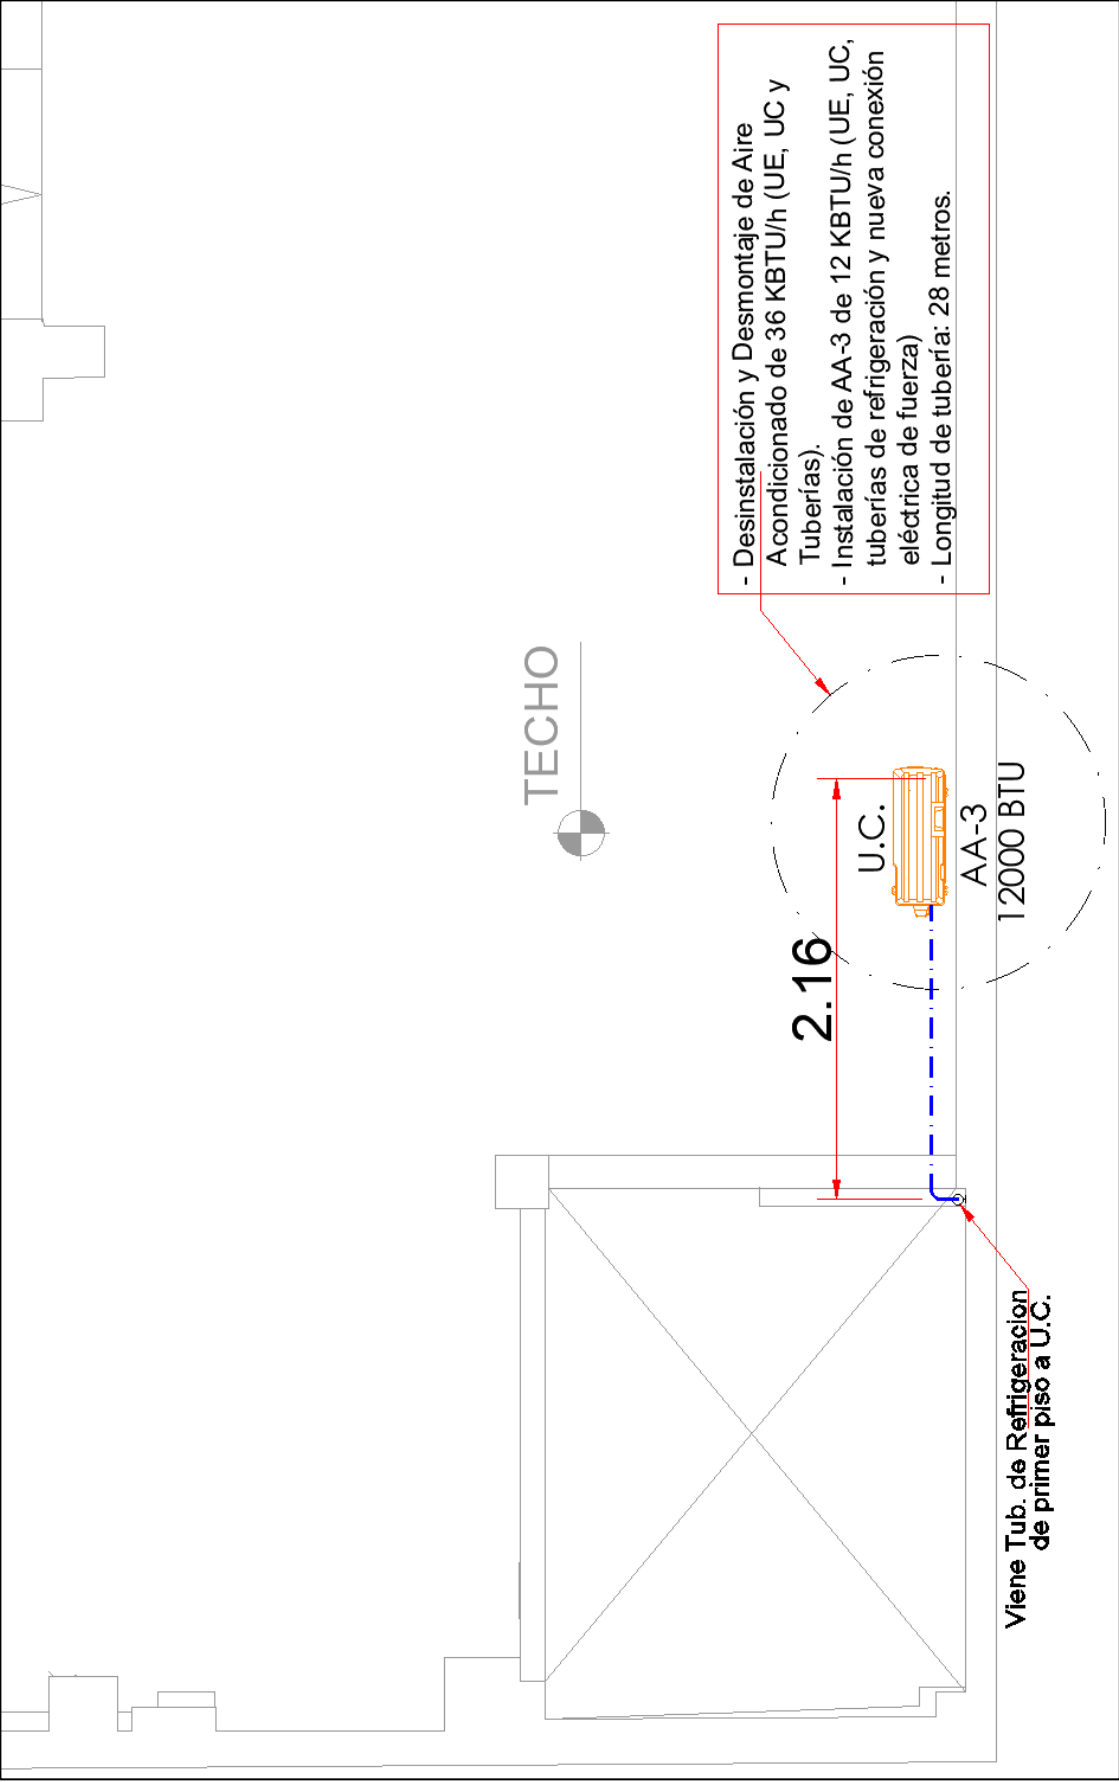 TECHO
- Desinstalación y Desmontaje de Aire
Acondicionado de 36 KBTU/h (UE, UC y
Tuberías).
- Instalación de AA-3 de 12 KBTU/h (UE, UC,
tuberías de refrigeración y nueva conexión
eléctrica de fuerza)
- Longitud de tubería: 28 metros.
2.16
U.C.
AA-3
12000 BTU
Viene Tub. de Refrigeracion
de primer piso a U.C.